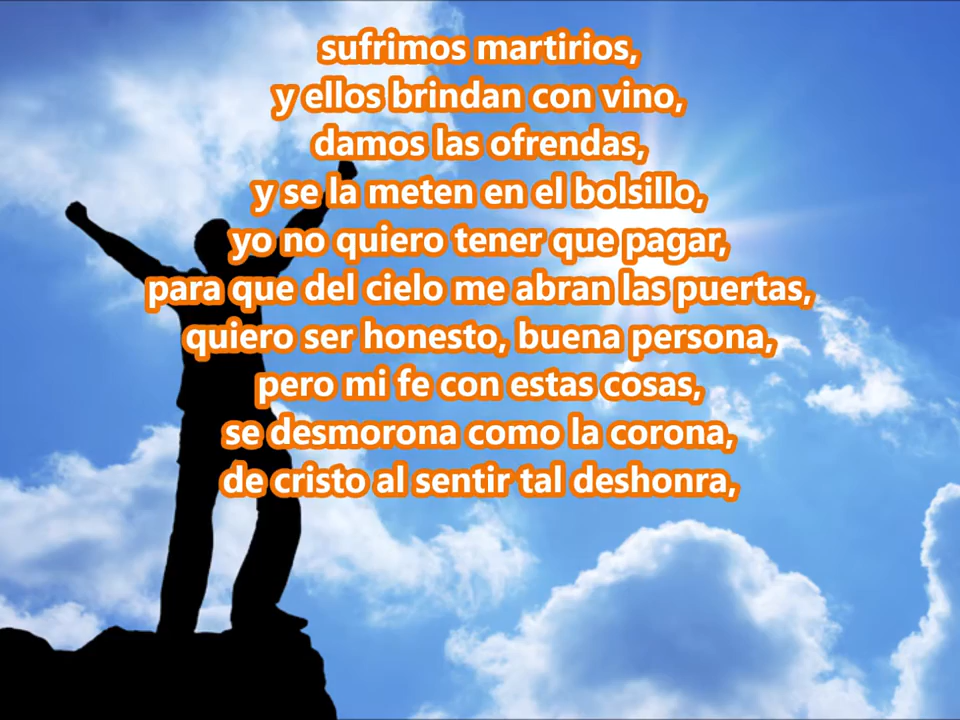 sufrimos martirios,
y ellos brindan con vino,
damos las ofrendas,
y se la meten en el bolsillo,
yo no quiero tener que pagar,
para que del cielo me abran las puertas,
quiero ser honesto, buena persona,
pero mi fe con estas cosas,
se desmorona como la corona,
de cristo al sentir tal deshonra,